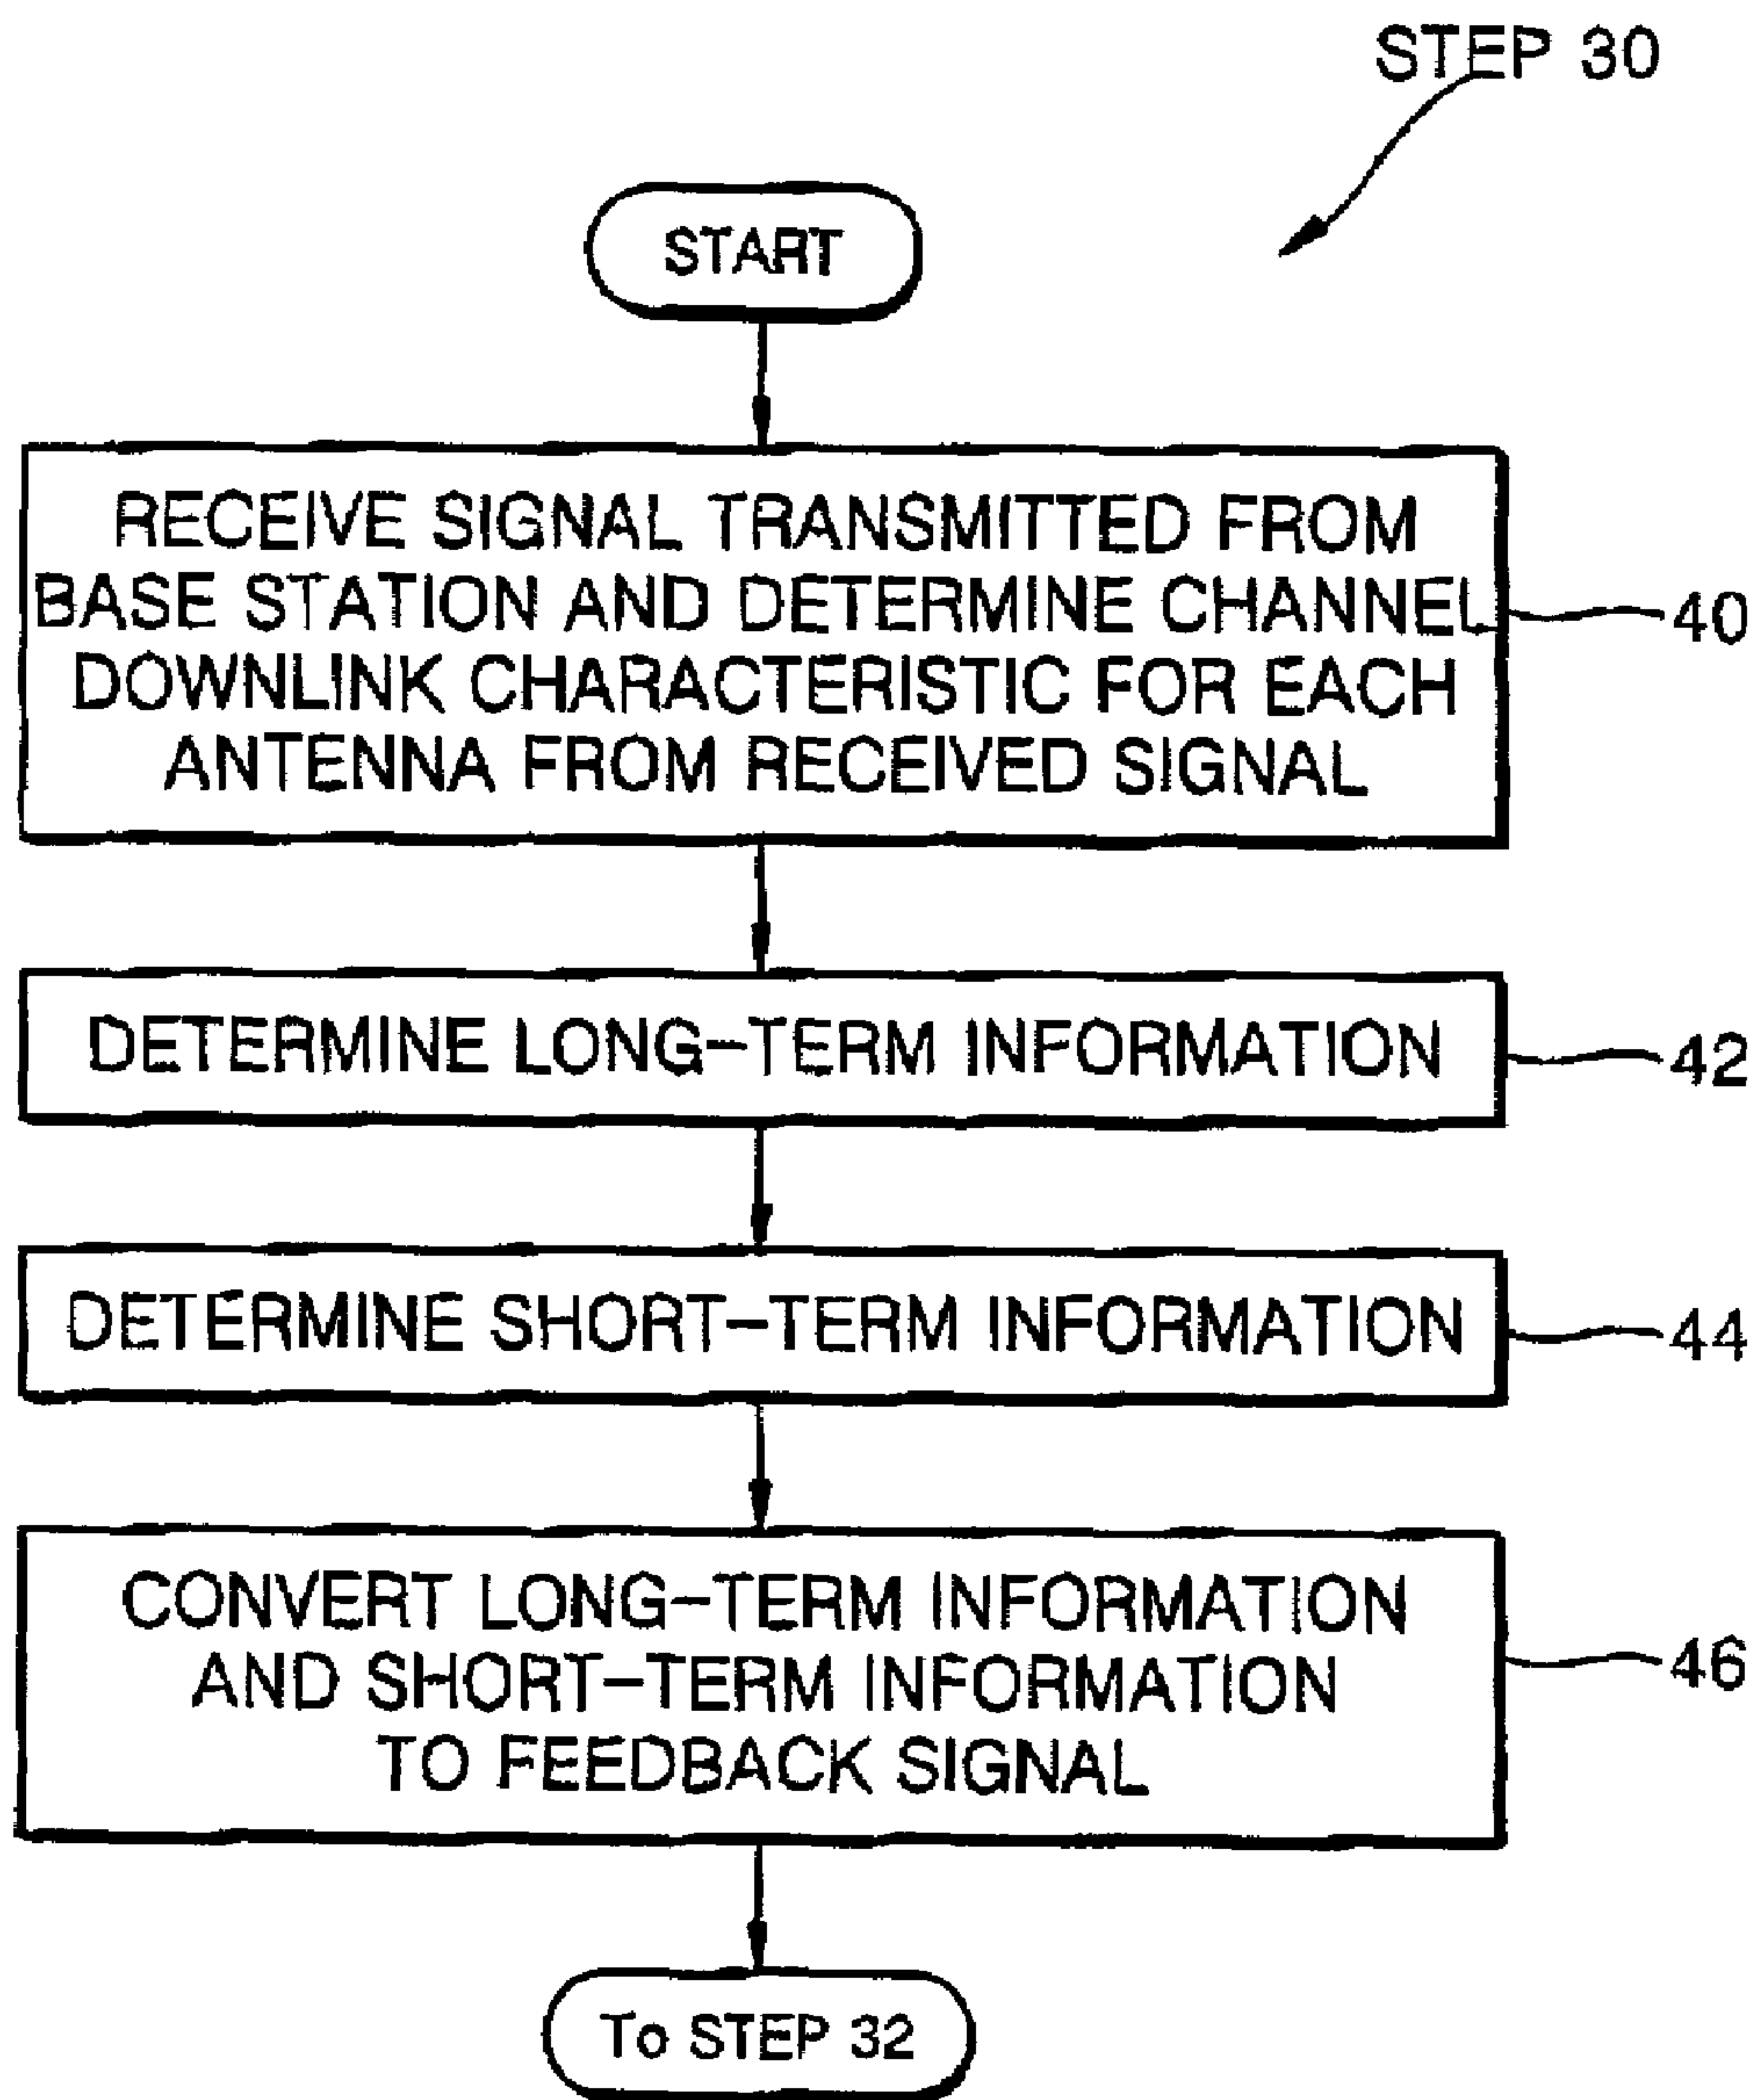 STEP 30
START
RECEIVE SIGNAL TRANSMITTED FROM
BASE STATION AND DETERMINE CHANNEL
DOWNLINK CHARACTERISTIC FOR EACH
ANTENNA FROM RECEIVED SIGNAL
40
DETERMINE LONG-TERM INFORMATION
42
DETERMINE SHORT-TERM INFORMATION
44
CONVERT LONG-TERM INFORMATION
AND SHORT-TERM INFORMATION
TO FEEDBACK SIGNAL
46
To STEP 32